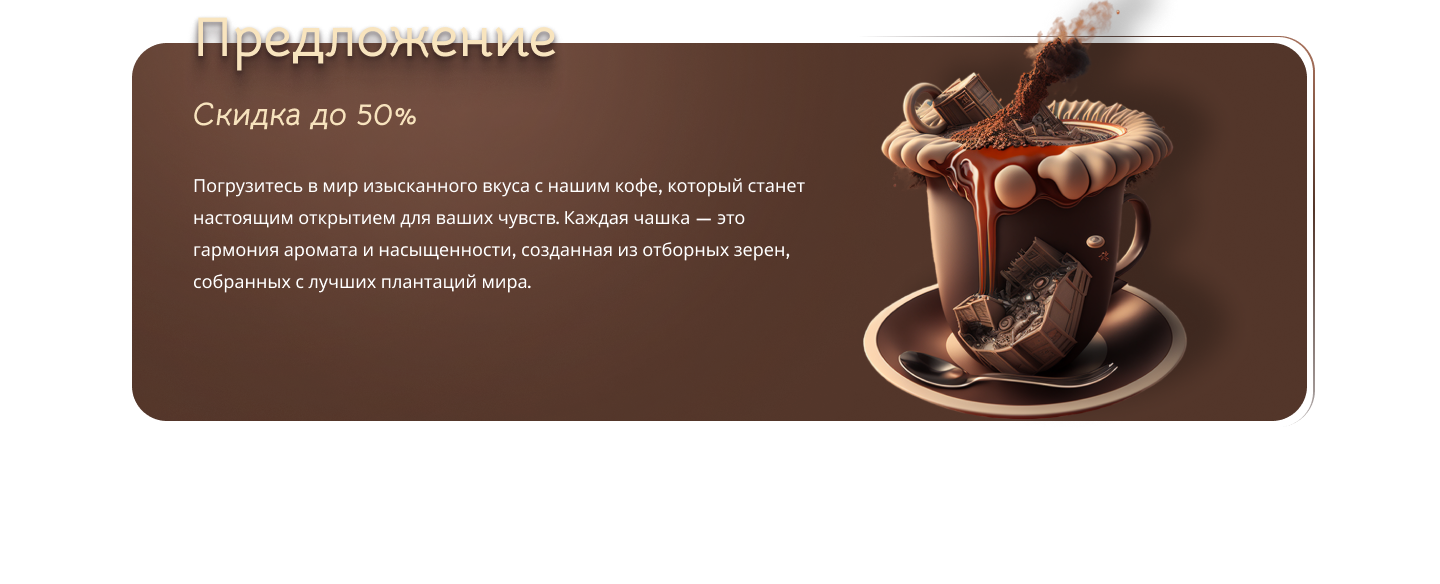 Предложение
Скидка до 50%
Погрузитесь в мир изысканного вкуса с нашим кофе, который станет
настоящим открытием для ваших чувств. Каждая чашка — это
гармония аромата и насыщенности, созданная из отборных зерен,
собранных с лучших плантаций мира.